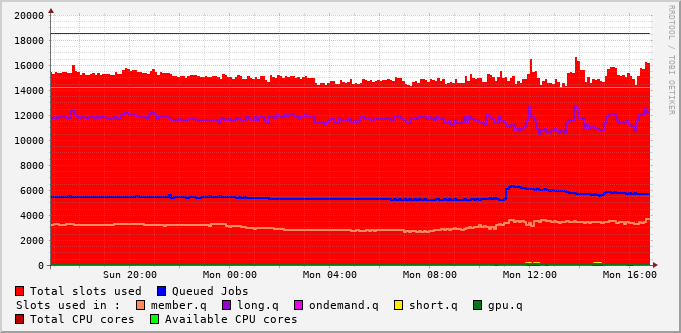 20000
18000
16000
14000
12000
10000
8000
6000
4000
2000
0
Sun 20:00 Mon 00:00 Mon 04:00 Mon 08:00 Mon 12:00 Mon 16:00
RRDTOOL / TOBI OETIKER
Total slots used Queued Jobs
Slots used in : member.q long.q ondemand.q short.q gpu.q
Total CPU cores Available CPU cores